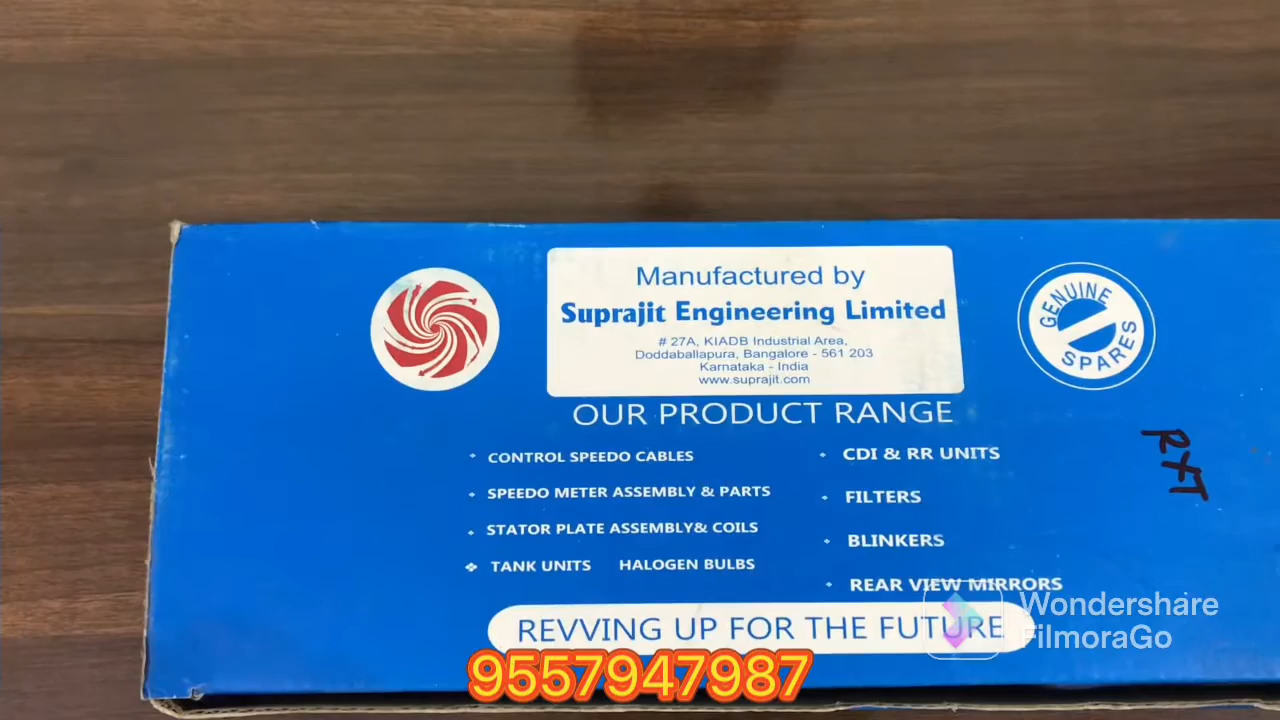 Manufactured by
Suprajit Engineering Limited
# 27A, KIADB Industrial Area,
Doddaballapura, Bangalore - 561 203
Karnataka - India
www.suprajit.com
GENUINE
SPARES
OUR PRODUCT RANGE
CONTROL SPEEDO CABLES
SPEEDO METER ASSEMBLY & PARTS
STATOR PLATE ASSEMBLY& COILS
TANK UNITS HALOGEN BULBS
CDI & RR UNITS
FILTERS
BLINKERS
REAR VIEW MIRRORS
RXT
REVVING UP FOR THE FUTURE
Wondershare
FilmoraGo
9557947987